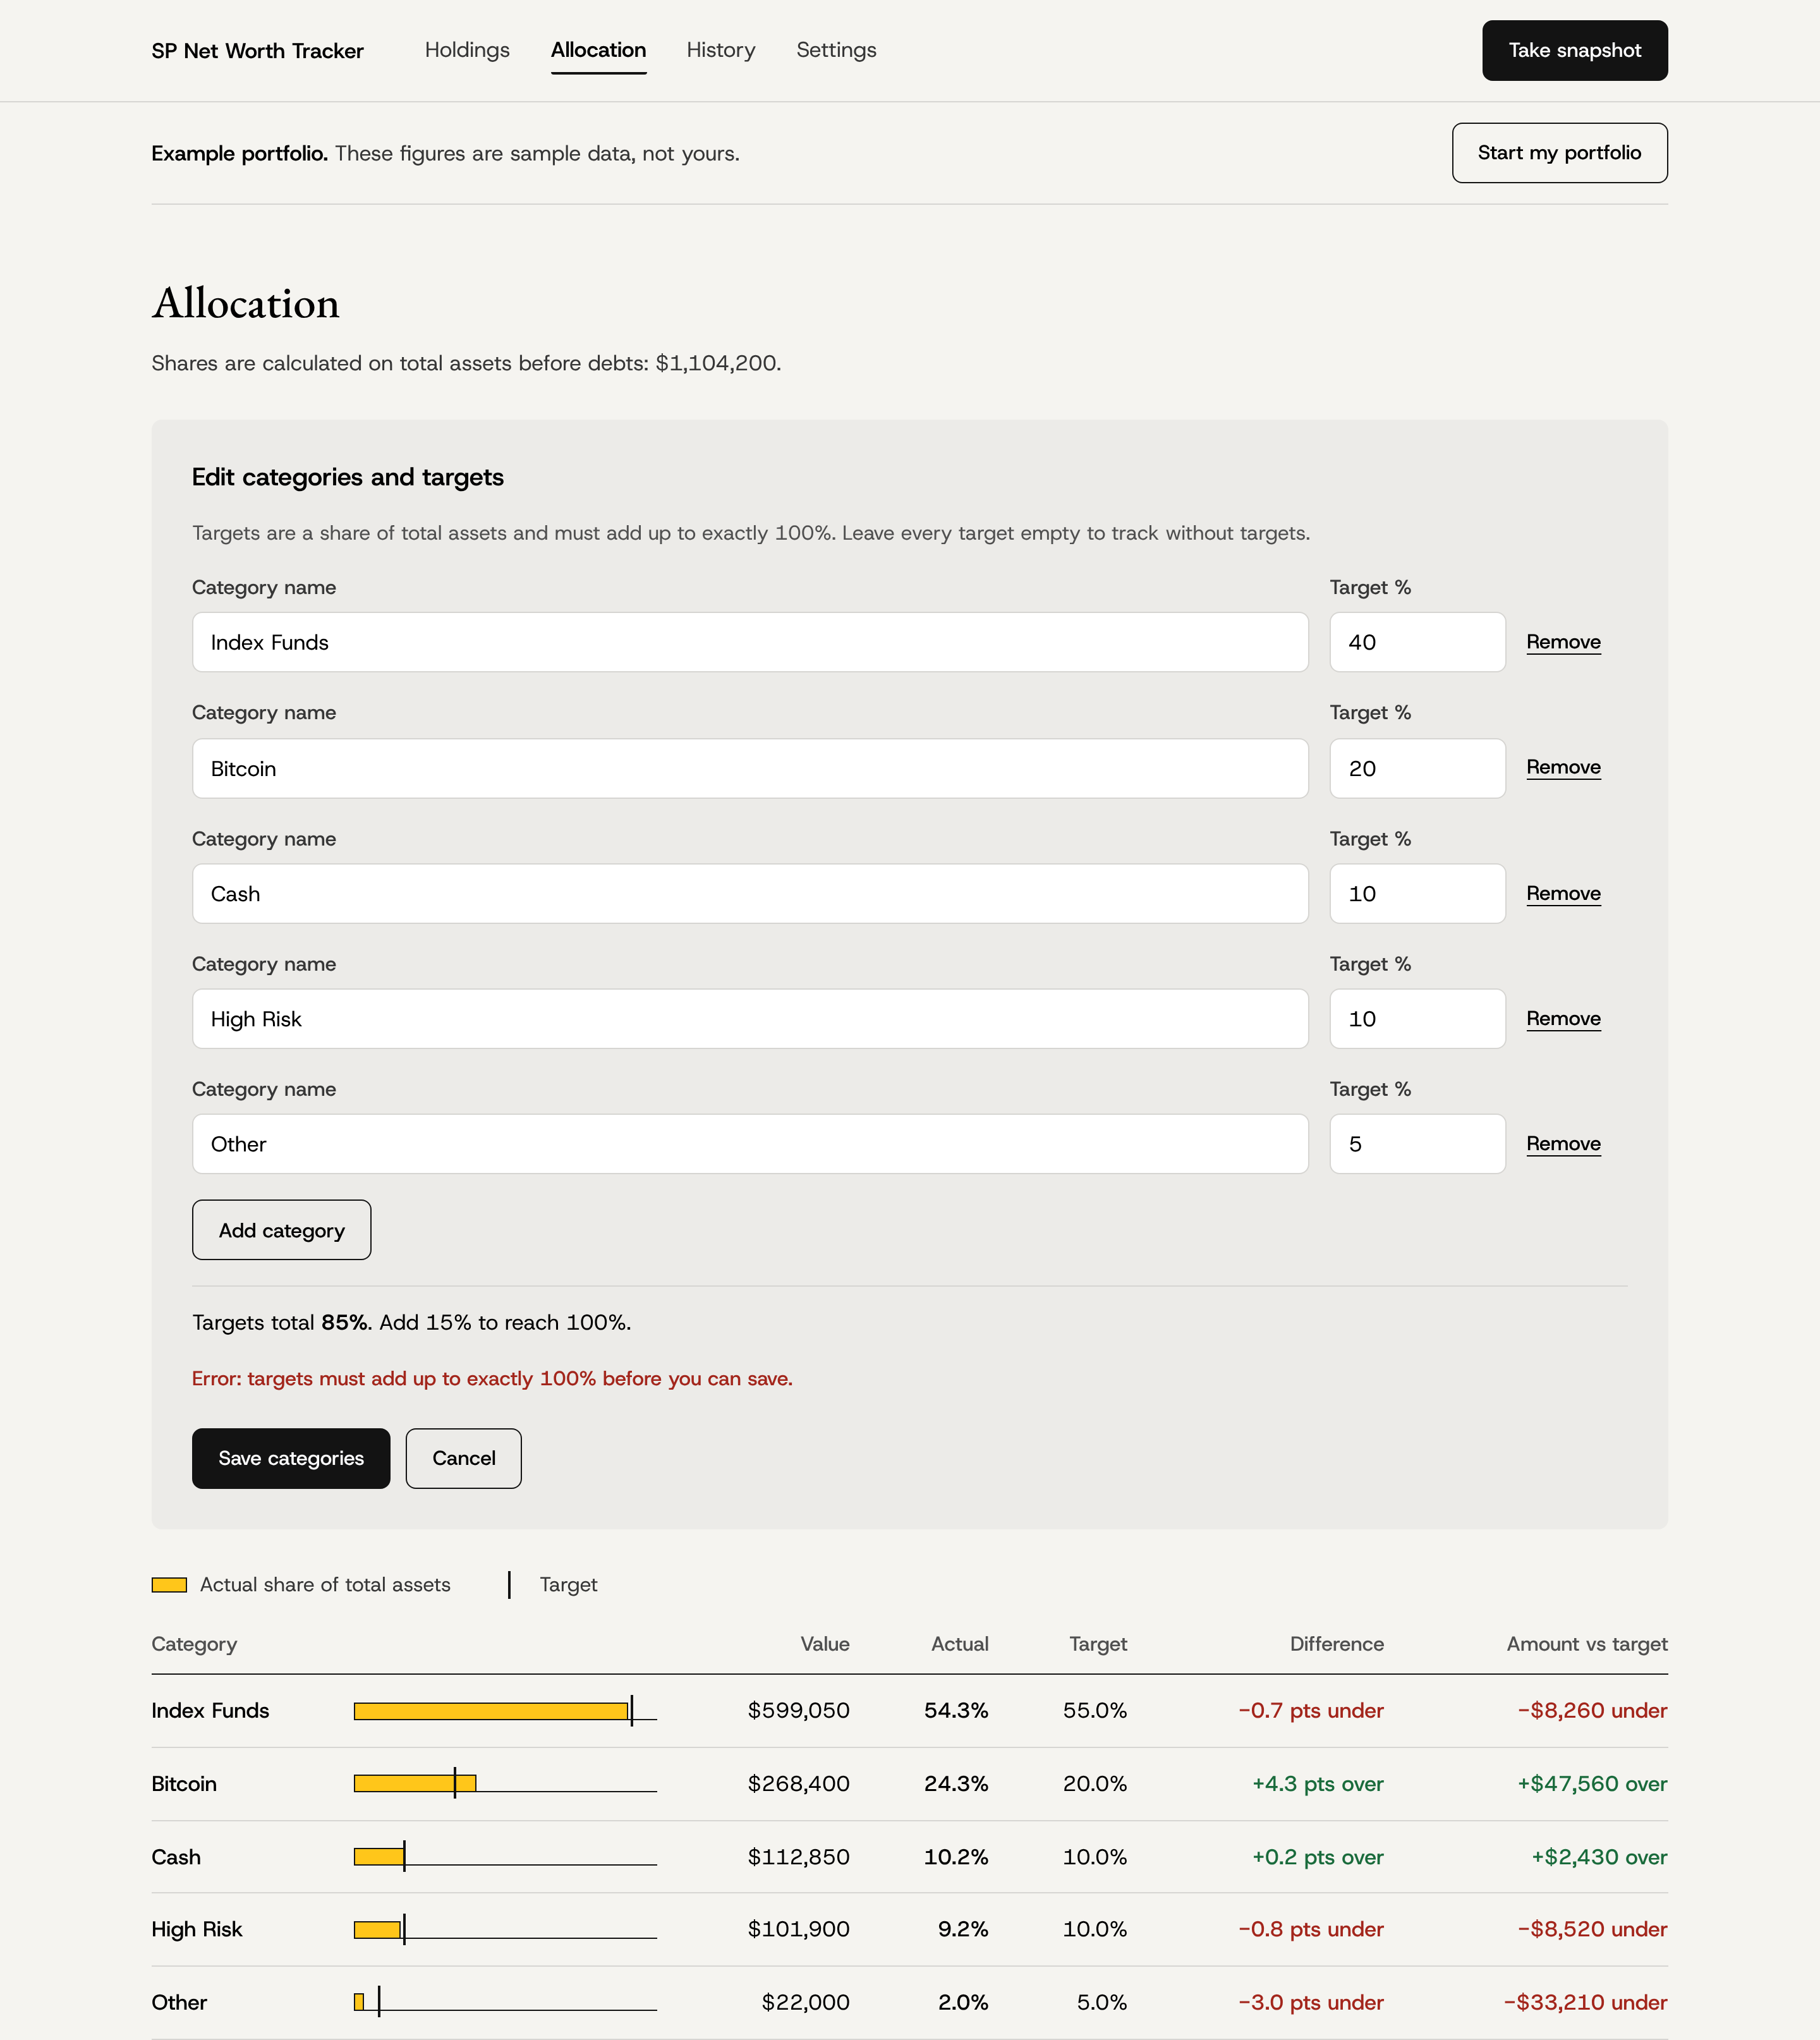 SP Net Worth Tracker Holdings Allocation History Settings Take snapshot
Example portfolio. These figures are sample data, not yours. Start my portfolio
Allocation
Shares are calculated on total assets before debts: $1,104,200.
Edit categories and targets
Targets are a share of total assets and must add up to exactly 100%. Leave every target empty to track without targets.
Category name Target %
Index Funds 40 Remove
Category name Target %
Bitcoin 20 Remove
Category name Target %
Cash 10 Remove
Category name Target %
High Risk 10 Remove
Category name Target %
Other 5 Remove
Add category
Targets total 85%. Add 15% to reach 100%.
Error: targets must add up to exactly 100% before you can save.
Save categories Cancel
Actual share of total assets Target
Category Value Actual Target Difference Amount vs target
Index Funds $599,050 54.3% 55.0% −0.7 pts under −$8,260 under
Bitcoin $268,400 24.3% 20.0% +4.3 pts over +$47,560 over
Cash $112,850 10.2% 10.0% +0.2 pts over +$2,430 over
High Risk $101,900 9.2% 10.0% −0.8 pts under −$8,520 under
Other $22,000 2.0% 5.0% −3.0 pts under −$33,210 under